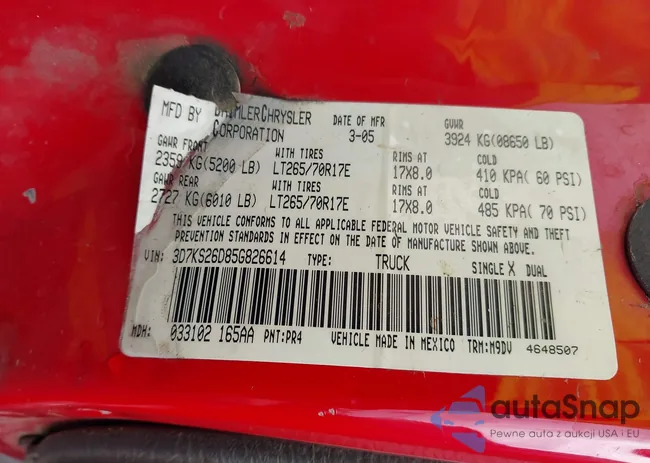 MFD BY DAIMLERCHRYSLER CORPORATION DATE OF MFR 3-05 GVWR 3924 KG(08650 LB)
GAWR FRONT WITH TIRES RIMS AT COLD
2359 KG(5200 LB) LT265/70R17E 17X8.0 410 KPA( 60 PSI)
GAWR REAR WITH TIRES RIMS AT COLD
2727 KG(6010 LB) LT265/70R17E 17X8.0 485 KPA( 70 PSI)
THIS VEHICLE CONFORMS TO ALL APPLICABLE FEDERAL MOTOR VEHICLE SAFETY AND THEFT
PREVENTION STANDARDS IN EFFECT ON THE DATE OF MANUFACTURE SHOWN ABOVE.
VIN: 3D7KS26D85G826614 TYPE: TRUCK SINGLE X DUAL
MDH: 033102 165AA PNT:PR4 VEHICLE MADE IN MEXICO TRM:M9DV 4648507
autaSnap
Pewne auta z aukcji USA i EU